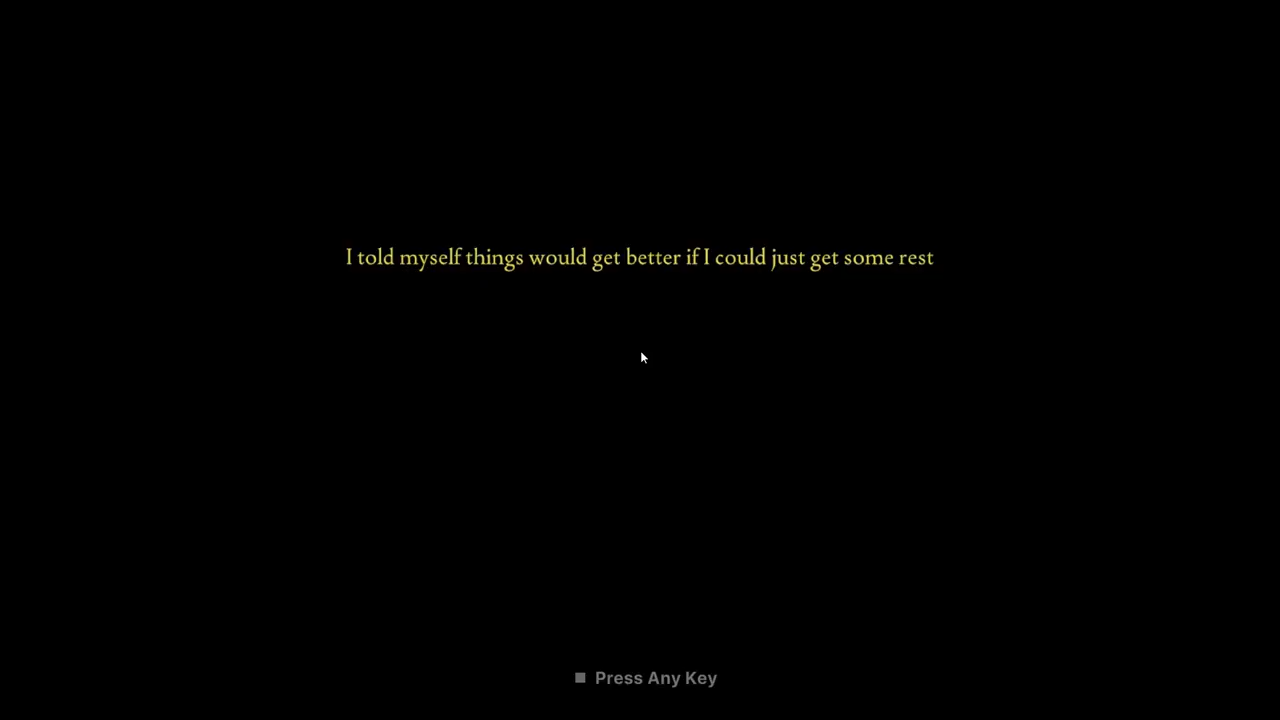 I told myself things would get better if I could just get some rest
Press Any Key